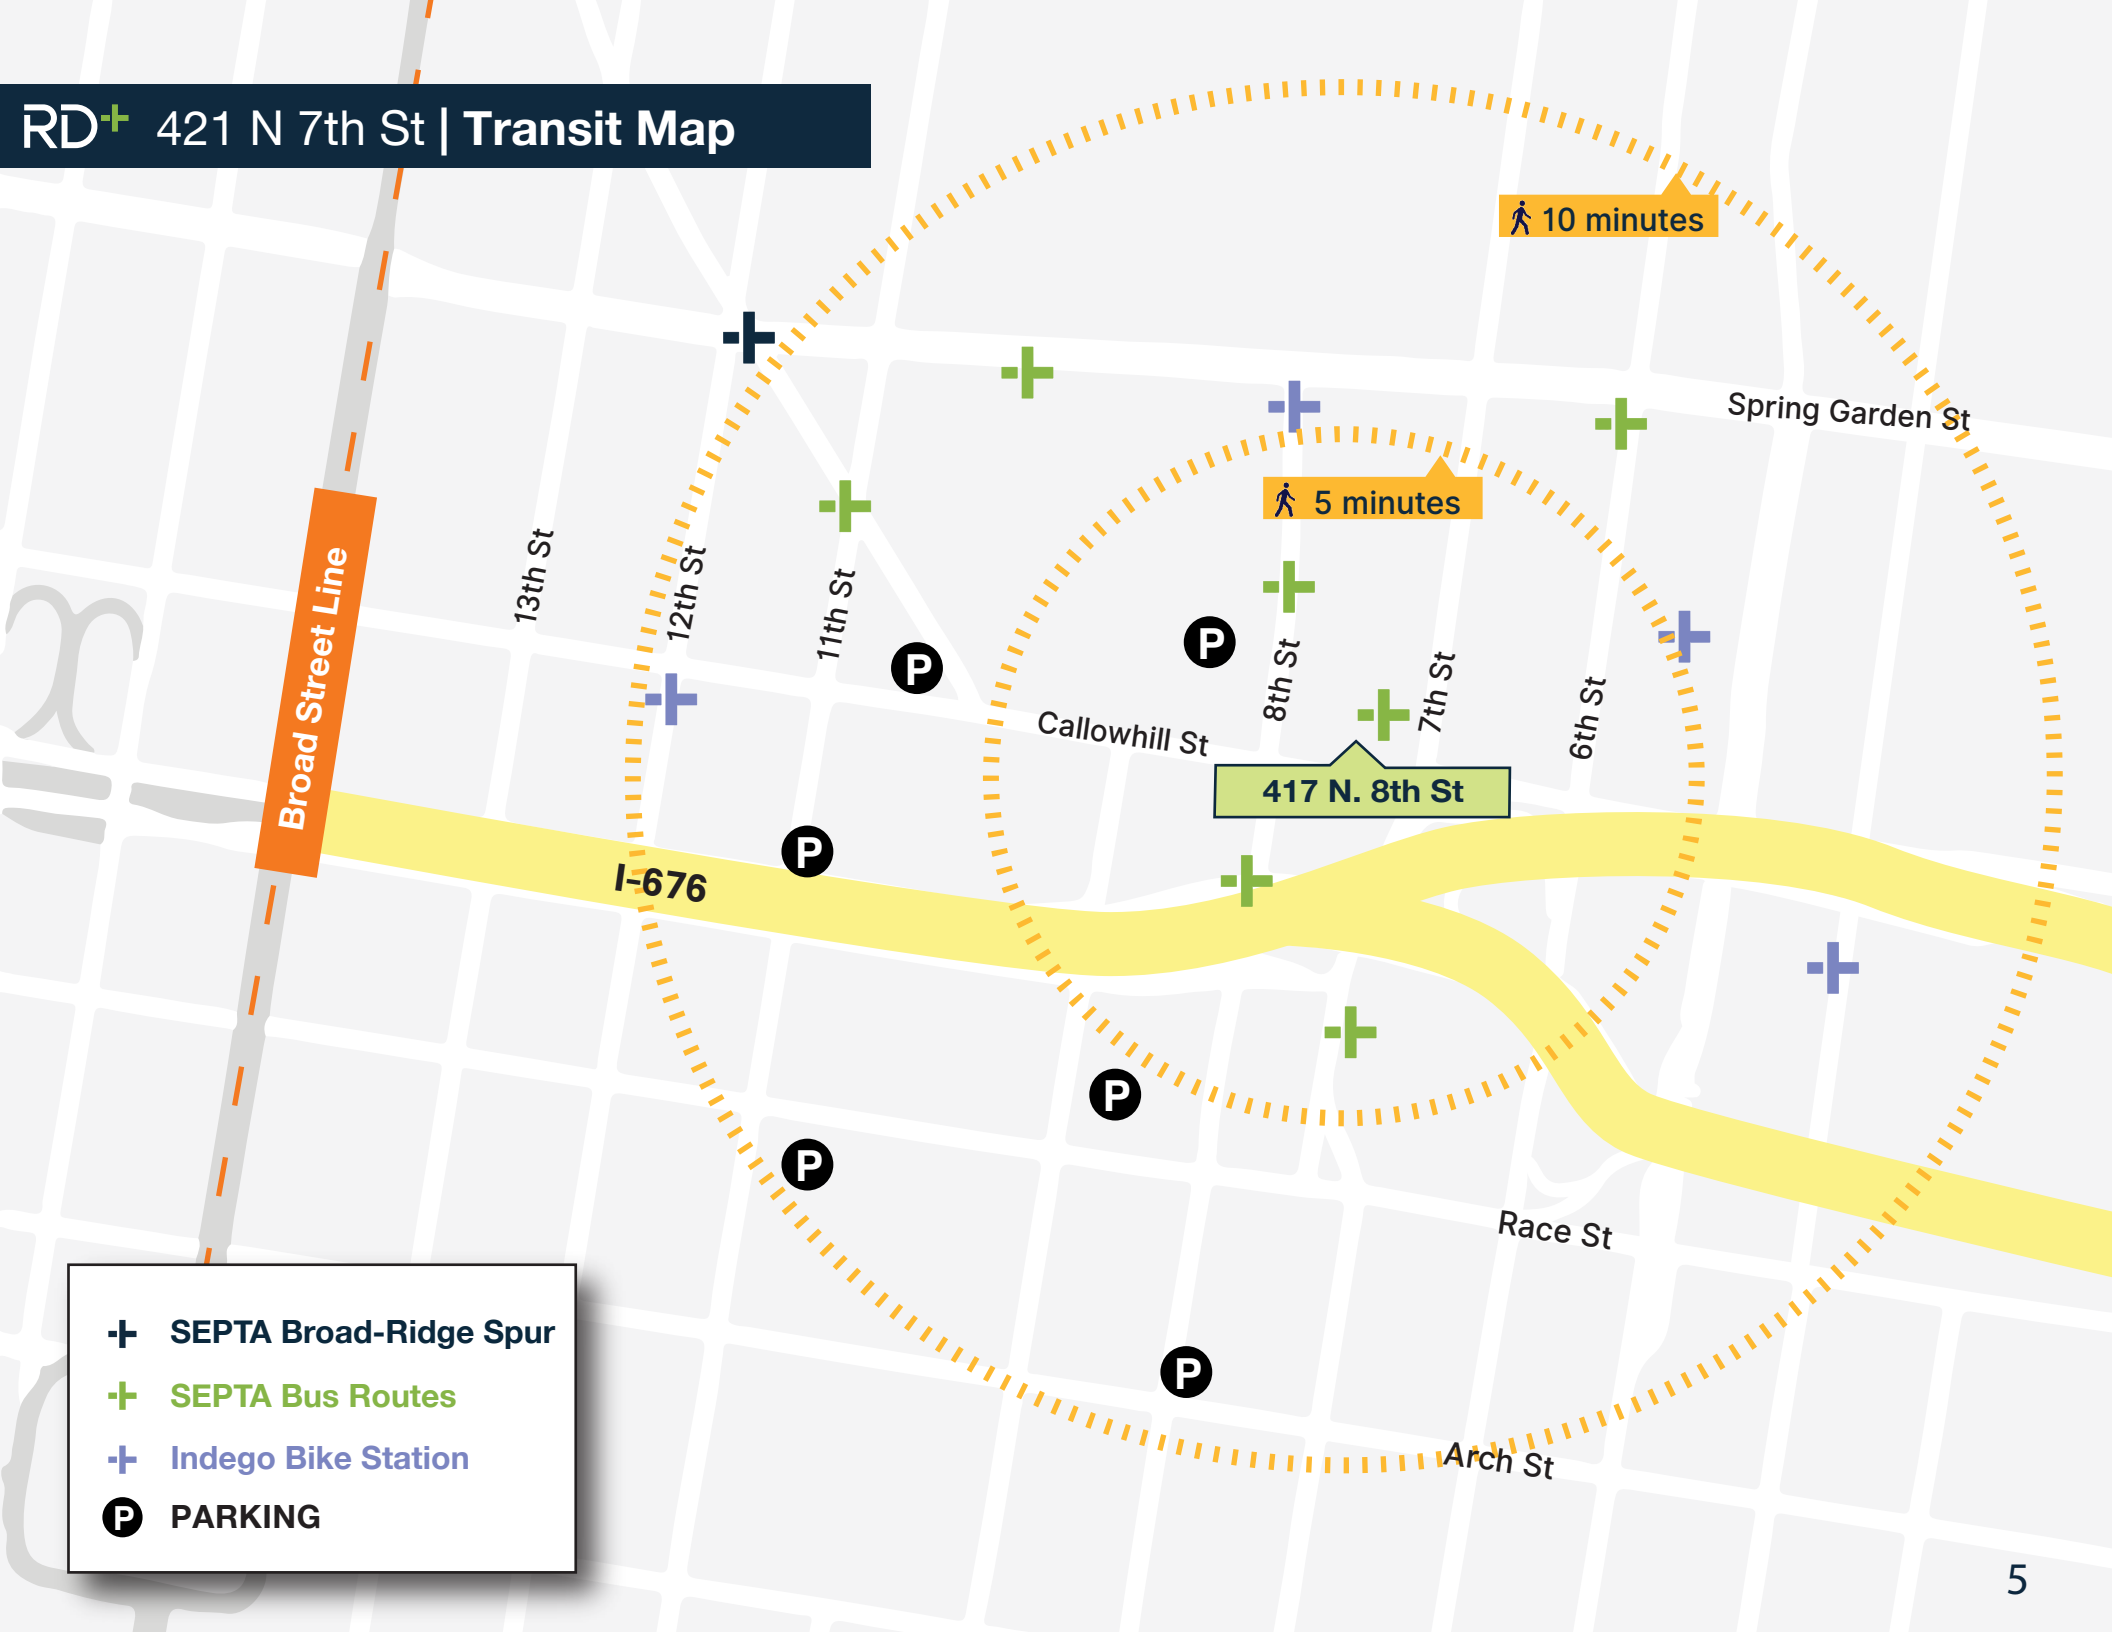 RD+ 421 N 7th St | Transit Map
10 minutes
Spring Garden St
5 minutes
13th St
12th St
11th St
8th St
7th St
6th St
Broad Street Line
Callowhill St
P
P
417 N. 8th St
P
I-676
P
P
Race St
P
Arch St
SEPTA Broad-Ridge Spur
SEPTA Bus Routes
Indego Bike Station
P PARKING
5